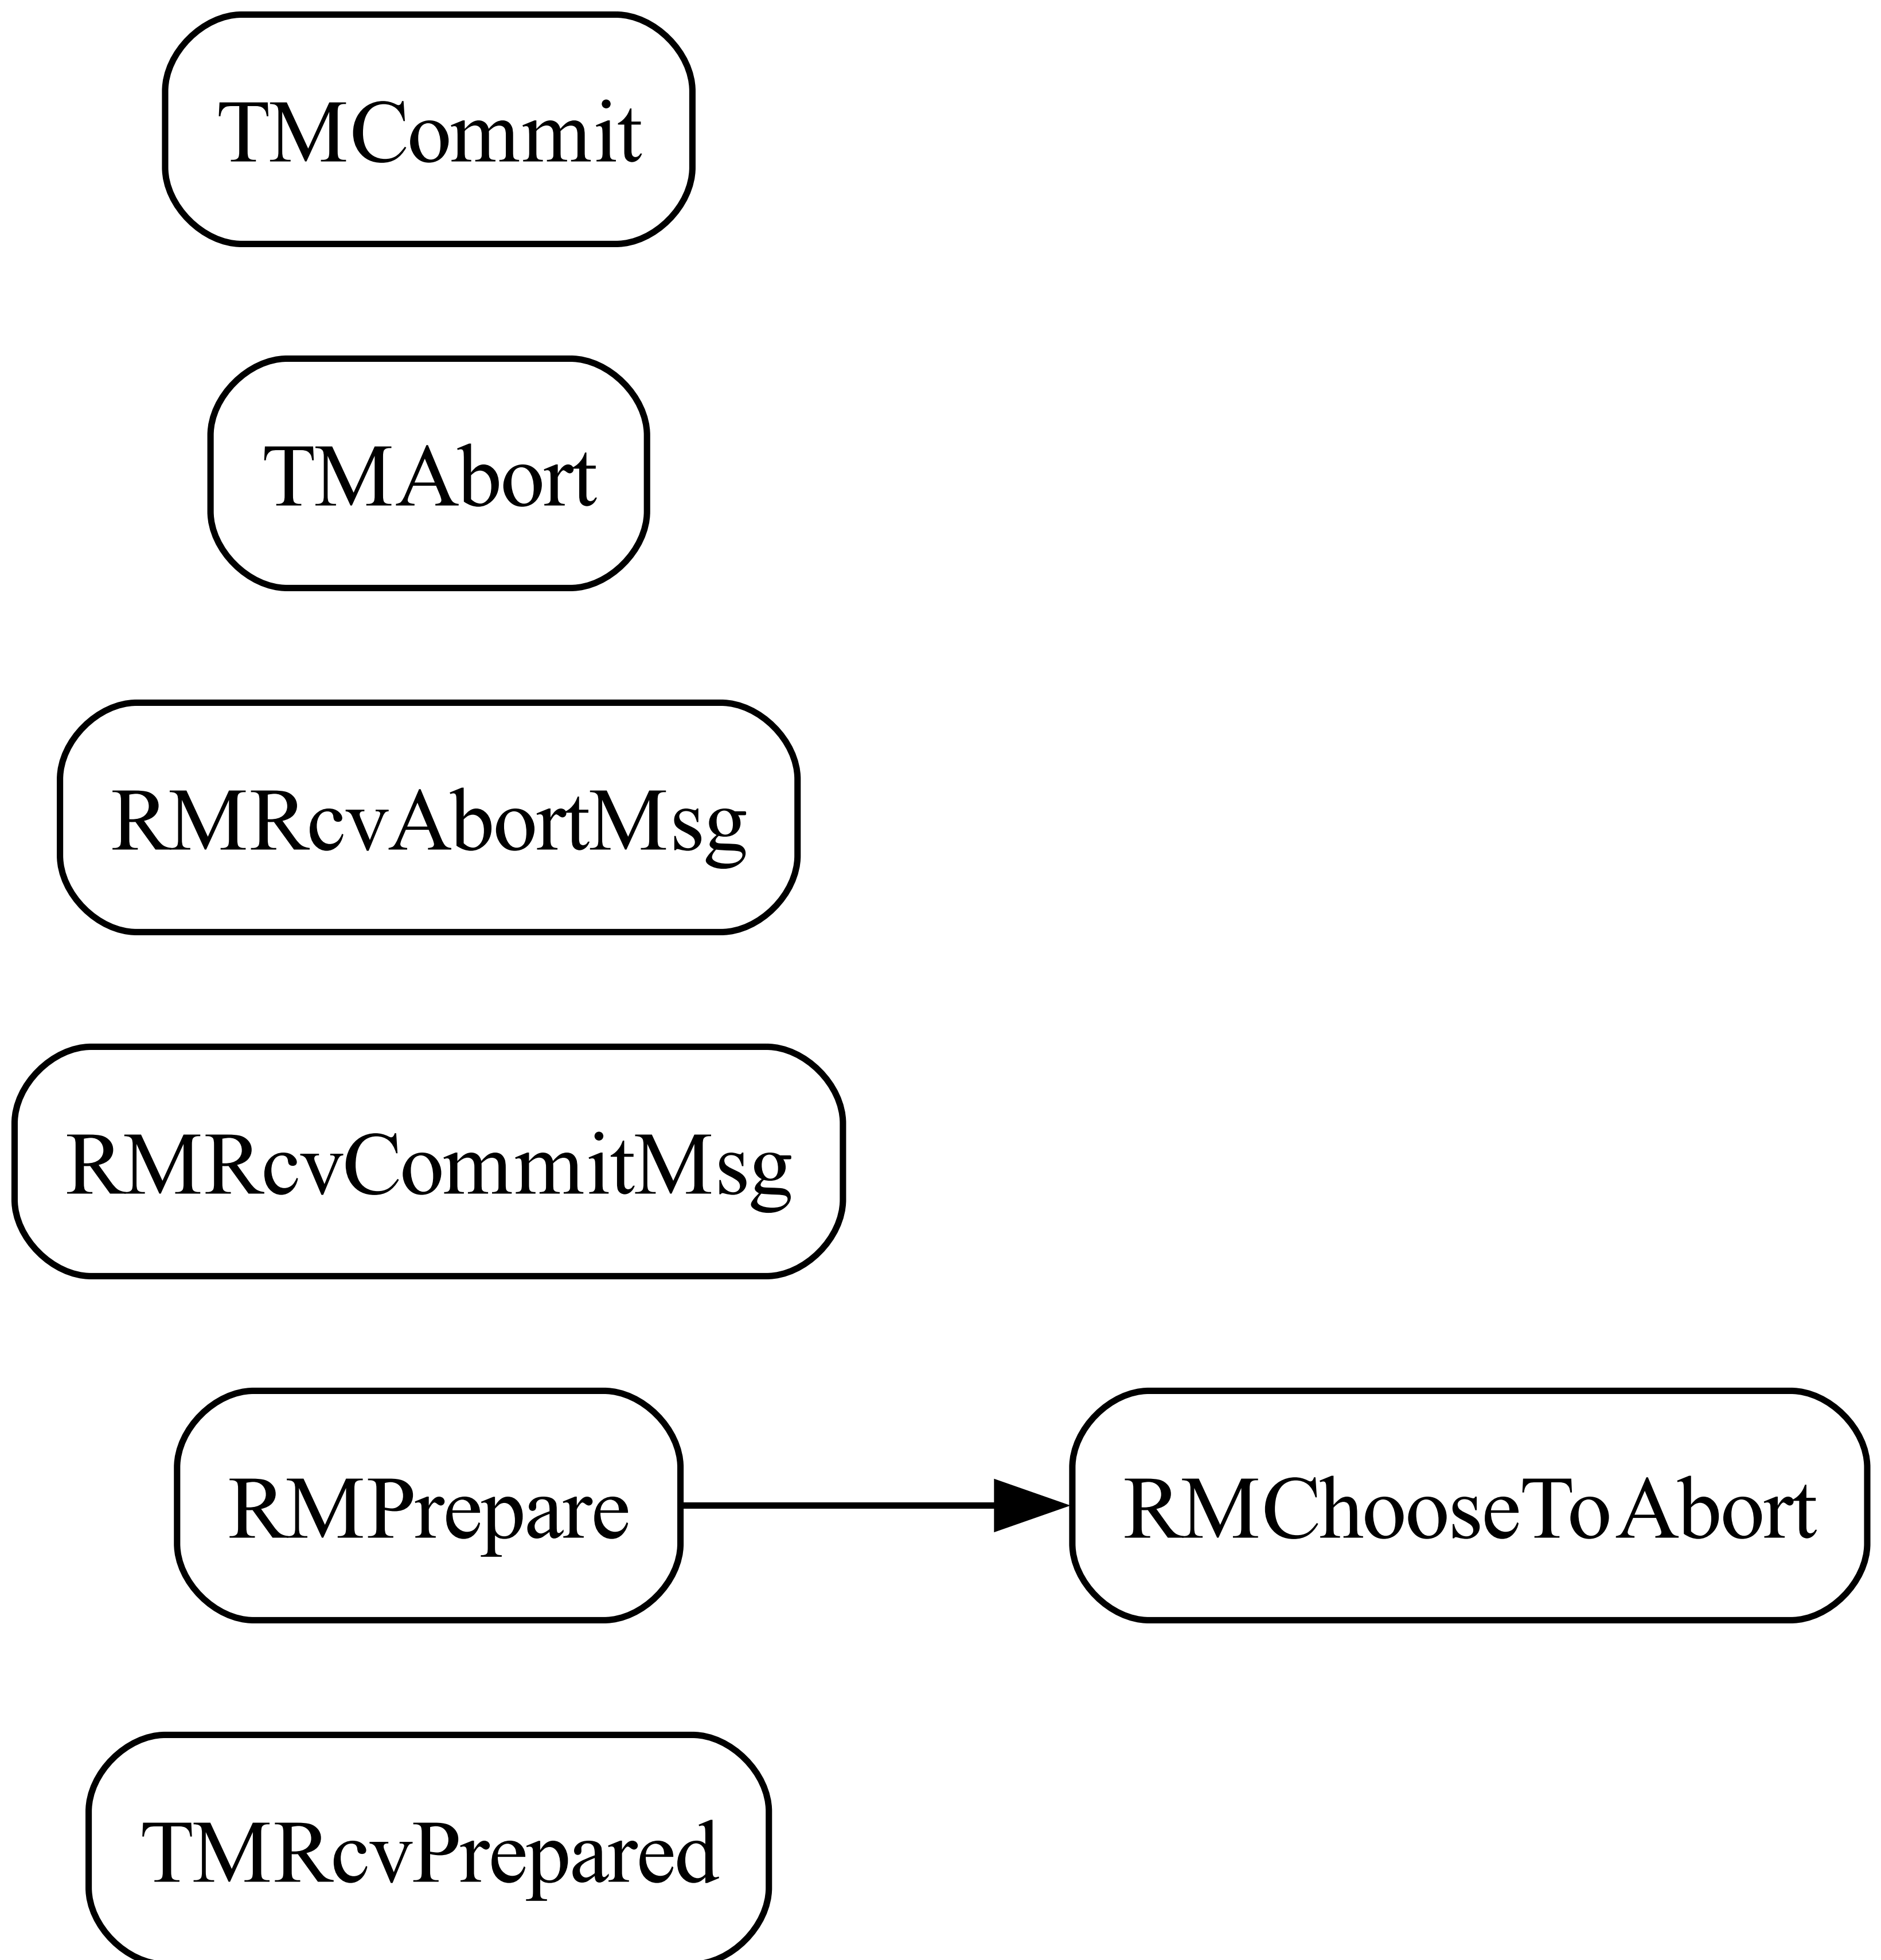 TMCommit
TMAbort
RMRcvAbortMsg
RMRcvCommitMsg
RMPrepare
RMChooseToAbort
TMRcvPrepared